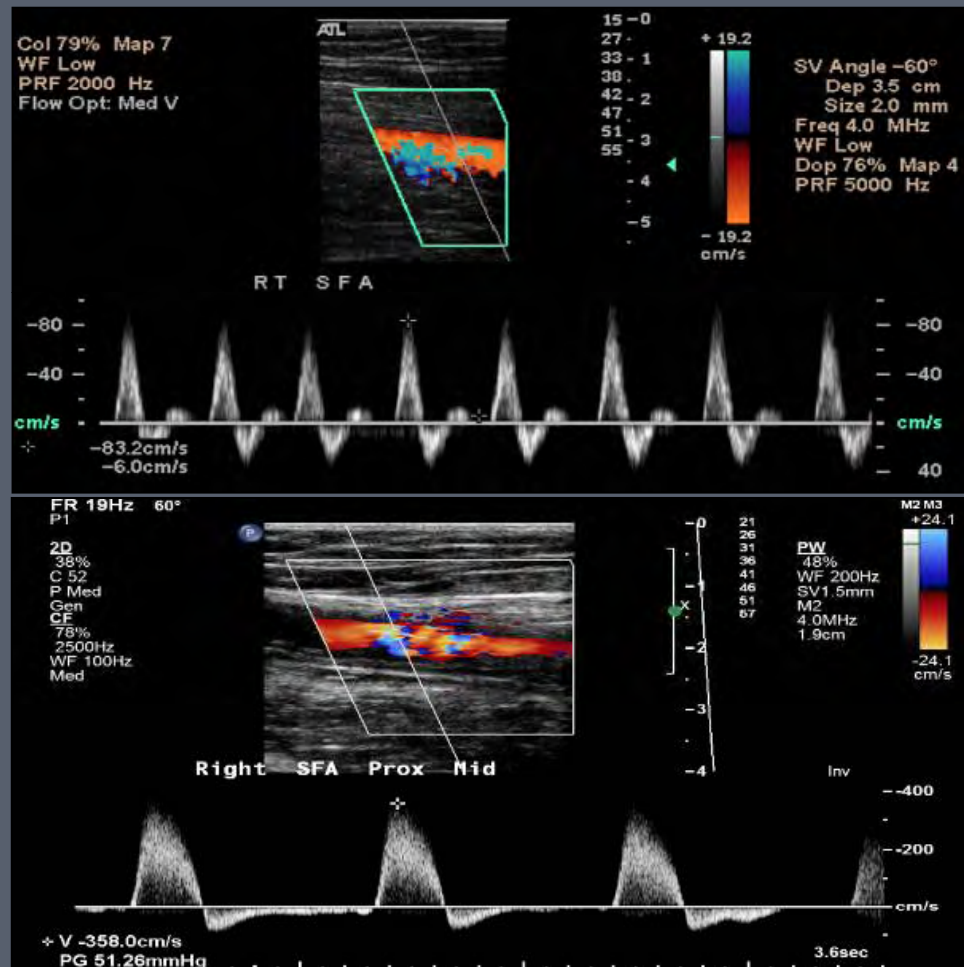 ATL
Col 79% Map 7
WF Low
PRF 2000 Hz
Flow Opt: Med V
15
27
33
38
42
47
51
55
0
1
2
3
4
5
+ 19.2
- 19.2
cm/s
SV Angle -60°
Dep 3.5 cm
Size 2.0 mm
Freq 4.0 MHz
WF Low
Dop 76% Map 4
PRF 5000 Hz
RT SFA
-80
-40
cm/s
-83.2cm/s
-6.0cm/s
-80
-40
cm/s
40
FR 19Hz 60°
P1
2D
38%
C 52
P Med
Gen
CF
78%
2500Hz
WF 100Hz
Med
P
0
1
X
2
3
4
21
26
31
36
41
46
51
57
PW
48%
WF 200Hz
SV1.5mm
M2
4.0MHz
1.9cm
M2 M3
+24.1
-24.1
cm/s
Right SFA Prox Mid
Inv
-400
-200
cm/s
V -358.0cm/s
PG 51.26mmHg
3.6sec